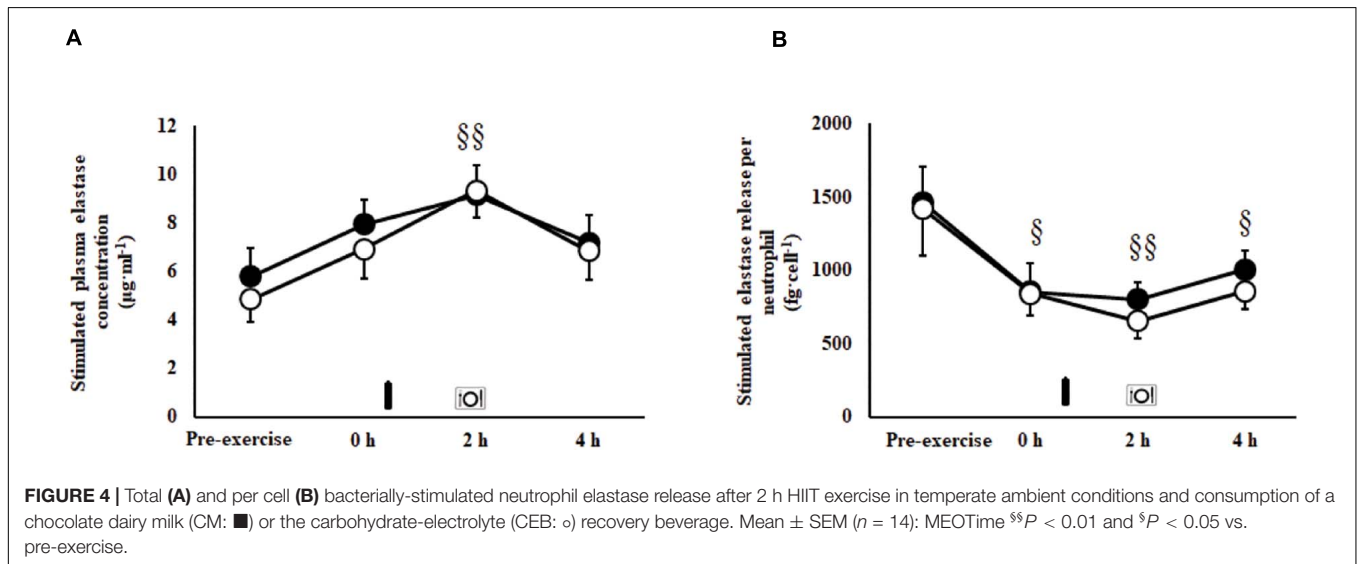 A
B
Stimulated plasma elastase
concentration
(µg·ml-1)
12
10
8
6
4
2
0
§§
Pre-exercise 0 h 2 h 4 h
Stimulated elastase release per
neutrophil
(fg·cell-1)
2000
1500
1000
500
0
§ §§ §
Pre-exercise 0 h 2 h 4 h
FIGURE 4 | Total (A) and per cell (B) bacterially-stimulated neutrophil elastase release after 2 h HIIT exercise in temperate ambient conditions and consumption of a
chocolate dairy milk (CM: ■) or the carbohydrate-electrolyte (CEB: ○) recovery beverage. Mean ± SEM (n = 14): MEOTime §§P < 0.01 and §P < 0.05 vs.
pre-exercise.